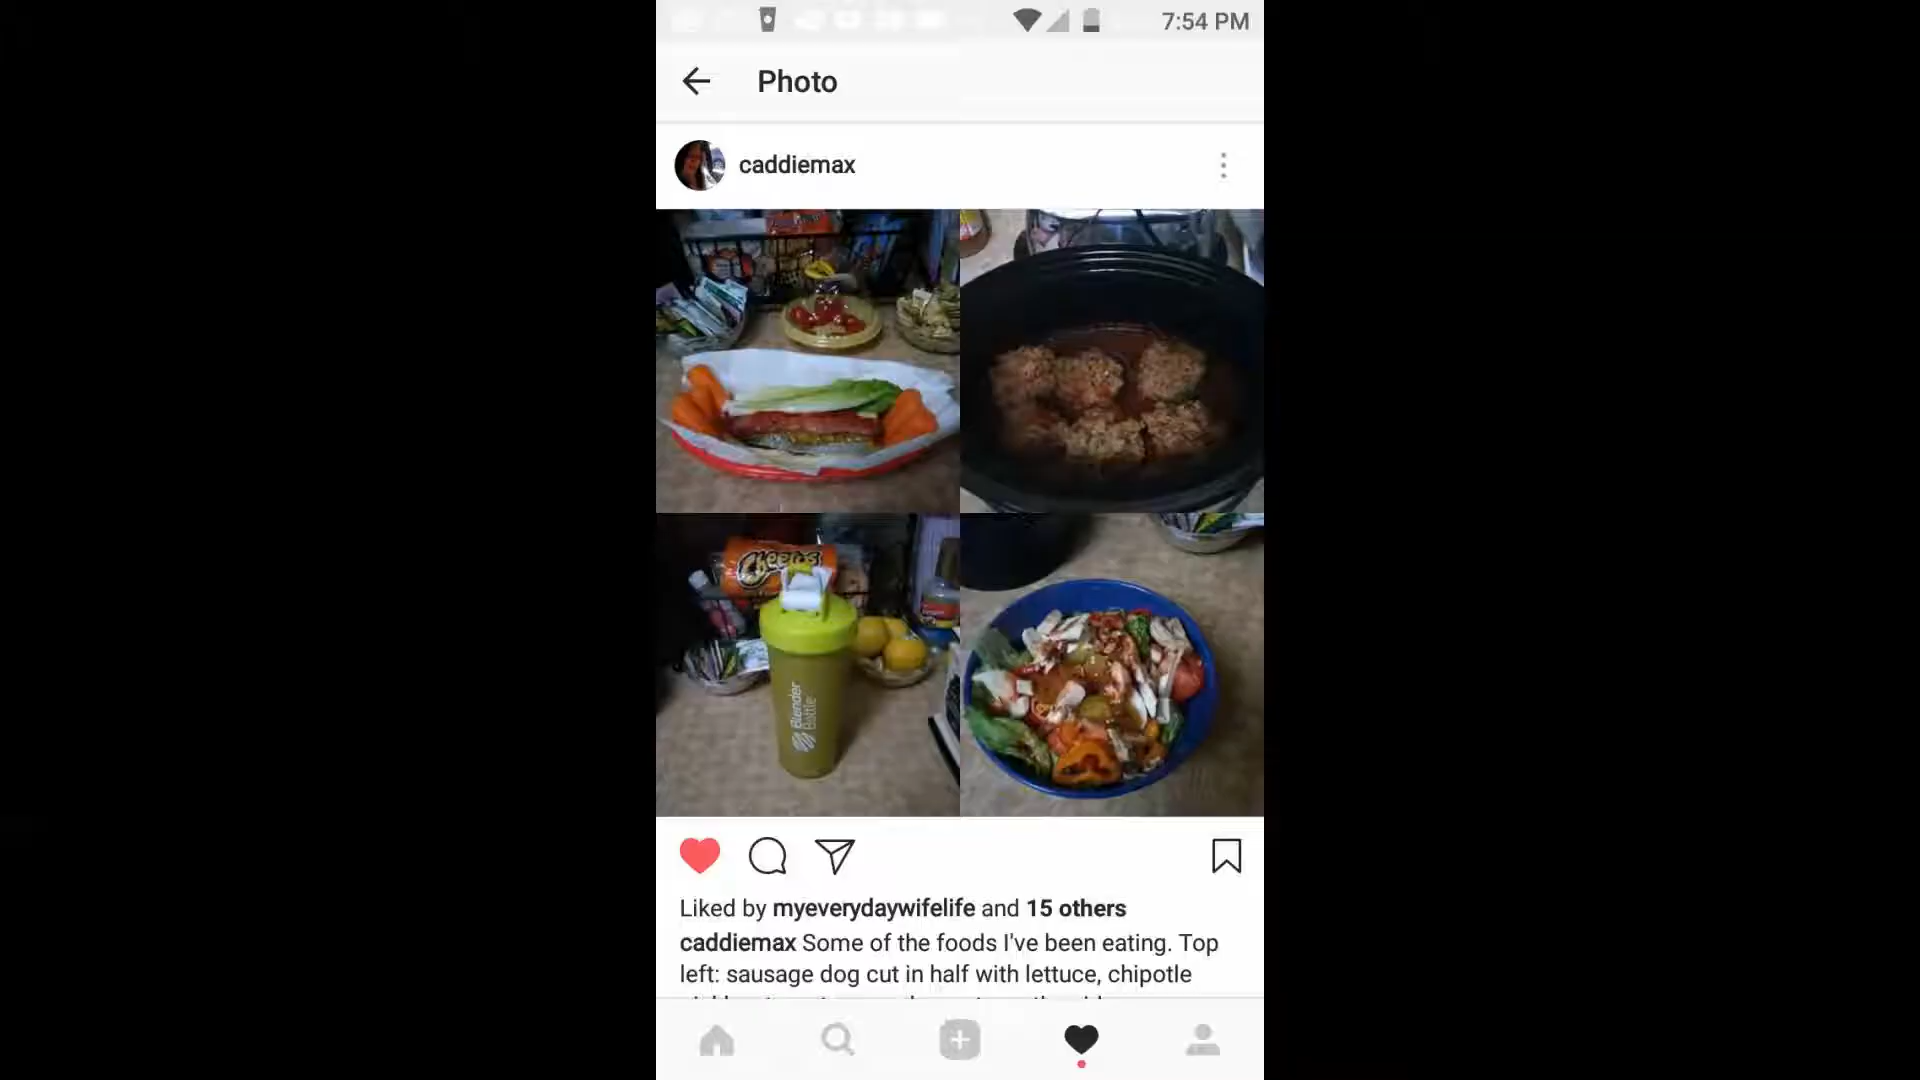 7:54 PM
Photo
caddiemax
Cheetos
Blender
Bottle
Liked by myeverydaywifelife and 15 others
caddiemax Some of the foods I've been eating. Top
left: sausage dog cut in half with lettuce, chipotle